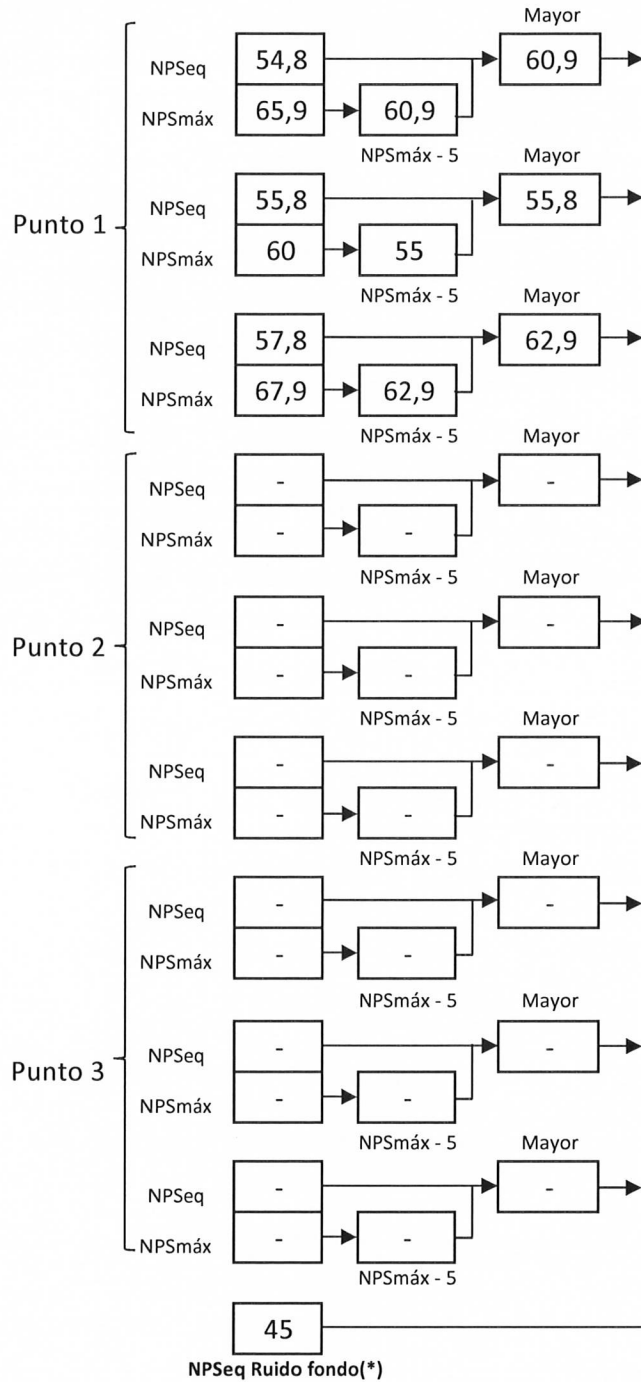 Mayor
NPSeq 54,8 60,9
NPSmáx 65,9 60,9
NPSmáx - 5 Mayor
Punto 1
NPSeq 55,8 55,8
NPSmáx 60 55
NPSmáx - 5 Mayor
NPSeq 57,8 62,9
NPSmáx 67,9 62,9
NPSmáx - 5 Mayor
NPSeq - -
NPSmáx - -
NPSmáx - 5 Mayor
Punto 2
NPSeq - -
NPSmáx - -
NPSmáx - 5 Mayor
NPSeq - -
NPSmáx - -
NPSmáx - 5 Mayor
NPSeq - -
NPSmáx - -
NPSmáx - 5 Mayor
Punto 3
NPSeq - -
NPSmáx - -
NPSmáx - 5 Mayor
NPSeq - -
NPSmáx - -
NPSmáx - 5
45
NPSeq Ruido fondo(*)